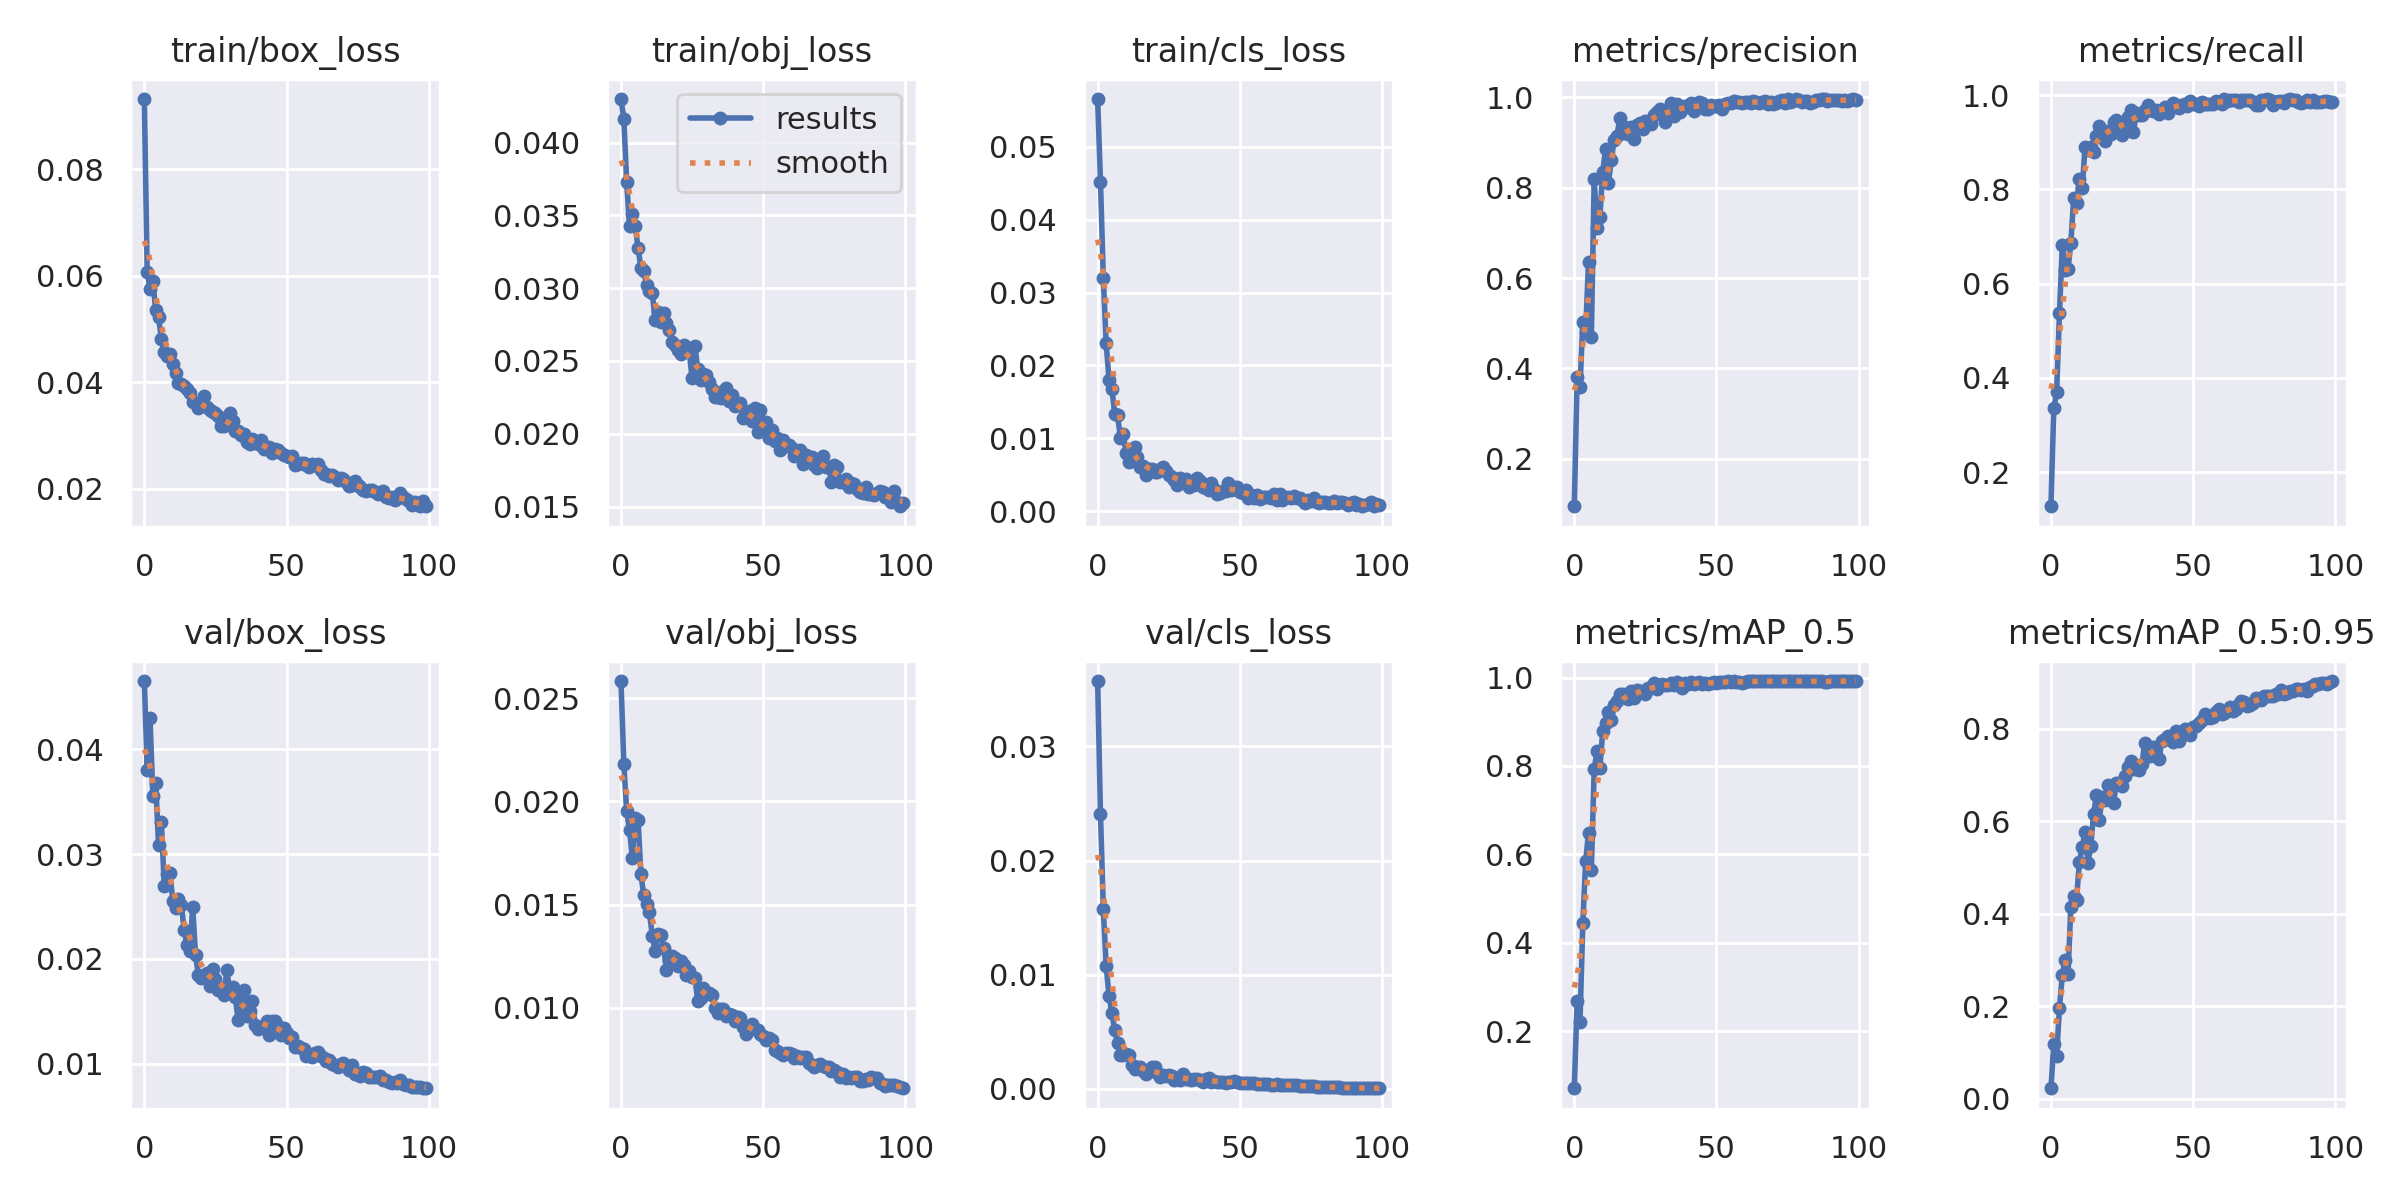 train/box_loss
0.08
0.06
0.04
0.02
0 50 100
train/obj_loss
results
smooth
0.040
0.035
0.030
0.025
0.020
0.015
0 50 100
train/cls_loss
0.05
0.04
0.03
0.02
0.01
0.00
0 50 100
metrics/precision
1.0
0.8
0.6
0.4
0.2
0 50 100
metrics/recall
1.0
0.8
0.6
0.4
0.2
0 50 100
val/box_loss
0.04
0.03
0.02
0.01
0 50 100
val/obj_loss
0.025
0.020
0.015
0.010
0 50 100
val/cls_loss
0.03
0.02
0.01
0.00
0 50 100
metrics/mAP_0.5
1.0
0.8
0.6
0.4
0.2
0 50 100
metrics/mAP_0.5:0.95
0.8
0.6
0.4
0.2
0.0
0 50 100